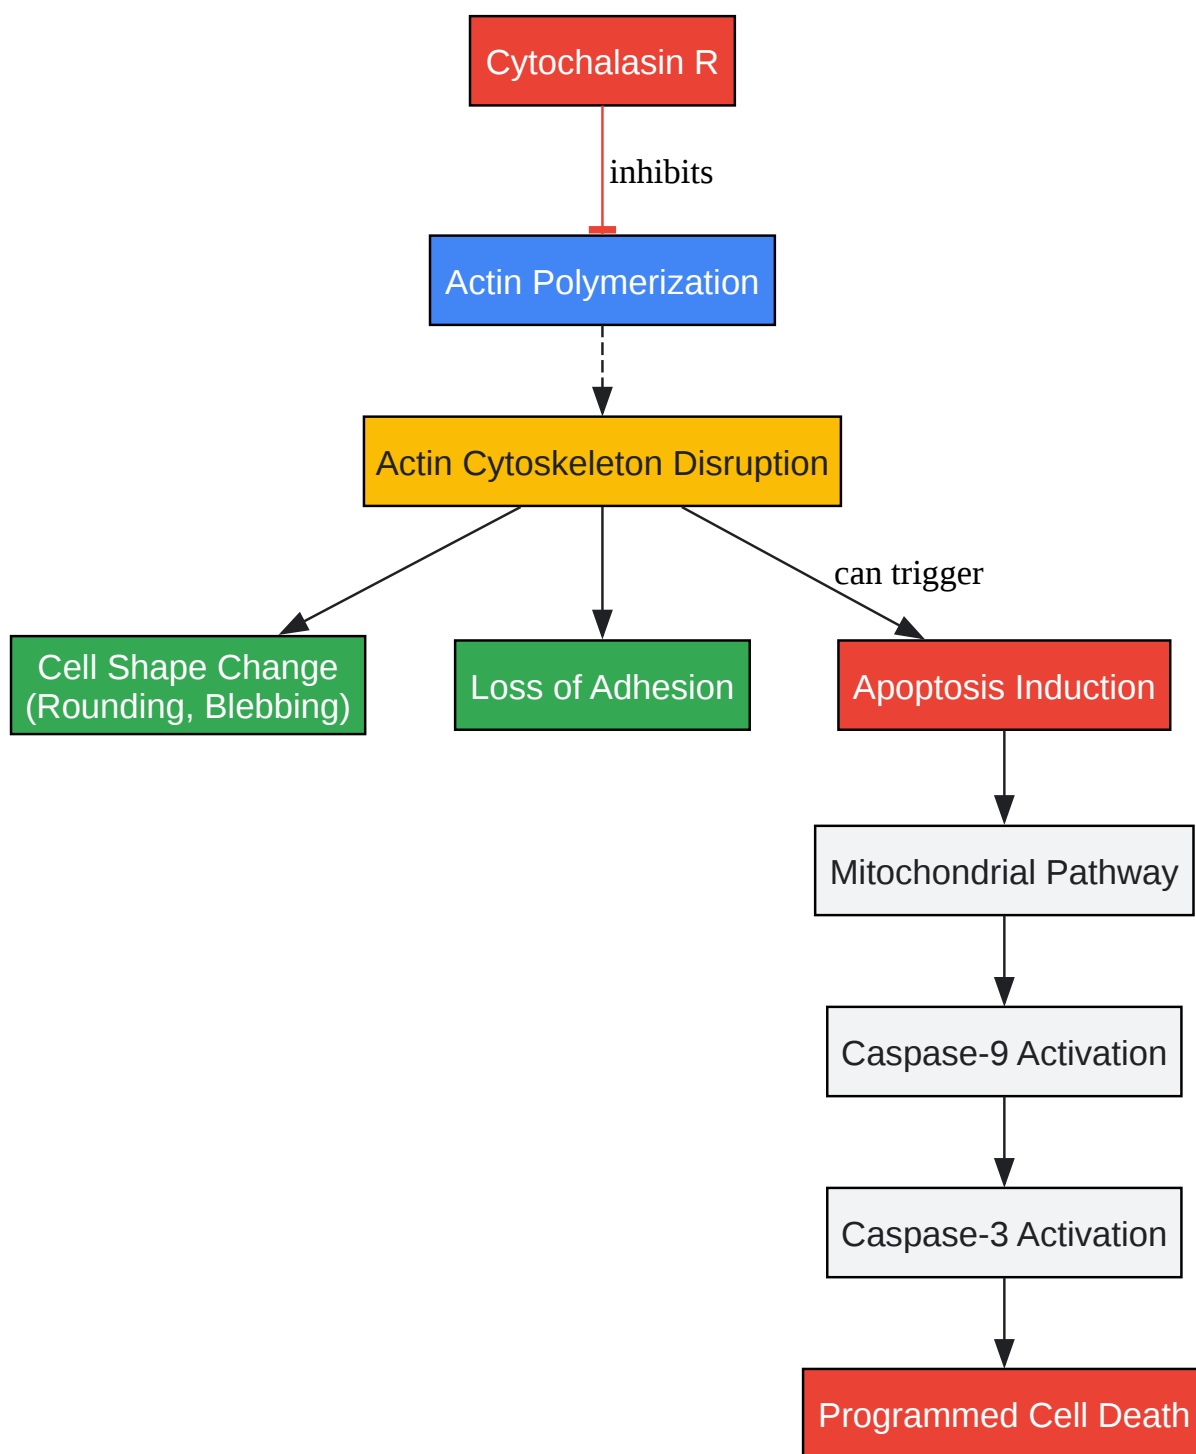 Cytochalasin R
inhibits
Actin Polymerization
Actin Cytoskeleton Disruption
can trigger
Cell Shape Change
(Rounding, Blebbing)
Loss of Adhesion
Apoptosis Induction
Mitochondrial Pathway
Caspase-9 Activation
Caspase-3 Activation
Programmed Cell Death